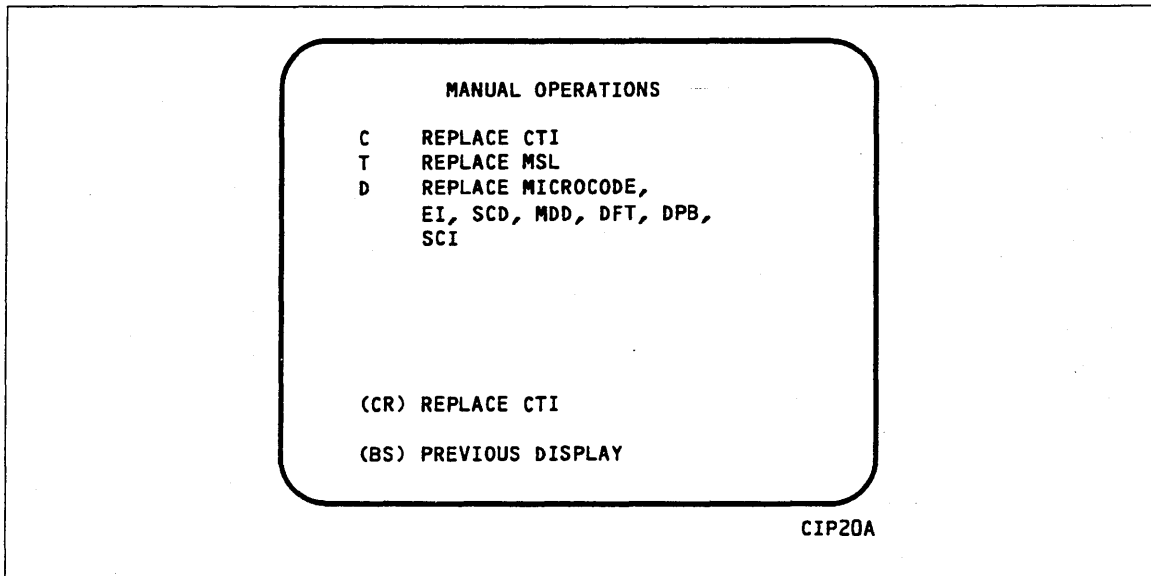 MANUAL OPERATIONS
C REPLACE CTI
T REPLACE MSL
D REPLACE MICROCODE,
EI, SCD, MDD, DFT, DPB,
SCI
(CR) REPLACE CTI
(BS) PREVIOUS DISPLAY
CIP20A